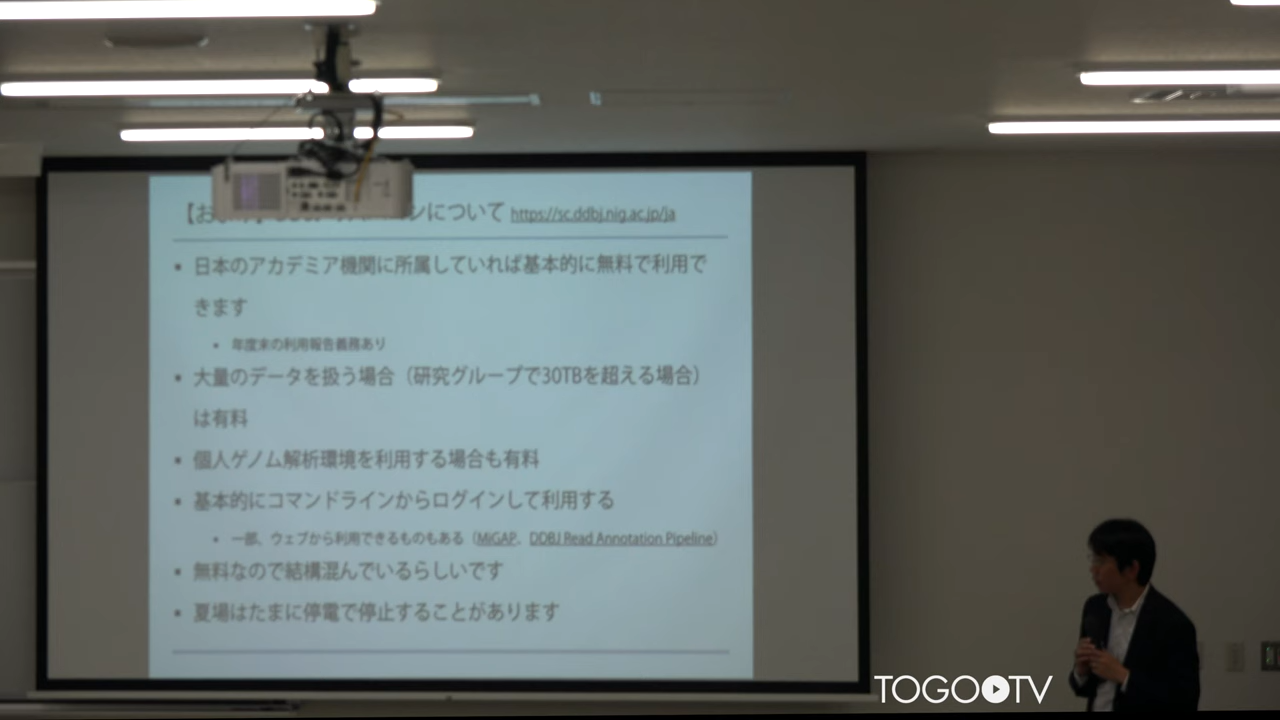 【お
ンについて https://sc.ddbj.nig.ac.jp/ja
▪ 日本のアカデミア機関に所属していれば基本的に無料で利用で
きます
• 年度末の利用報告義務あり
▪ 大量のデータを扱う場合（研究グループで30TBを超える場合）
は有料
▪ 個人ゲノム解析環境を利用する場合も有料
▪ 基本的にコマンドラインからログインして利用する
• 一部、ウェブから利用できるものもある（MiGAP、DDBJ Read Annotation Pipeline）
▪ 無料なので結構混んでいるらしいです
▪ 夏場はたまに停電で停止することがあります
TOGOTV